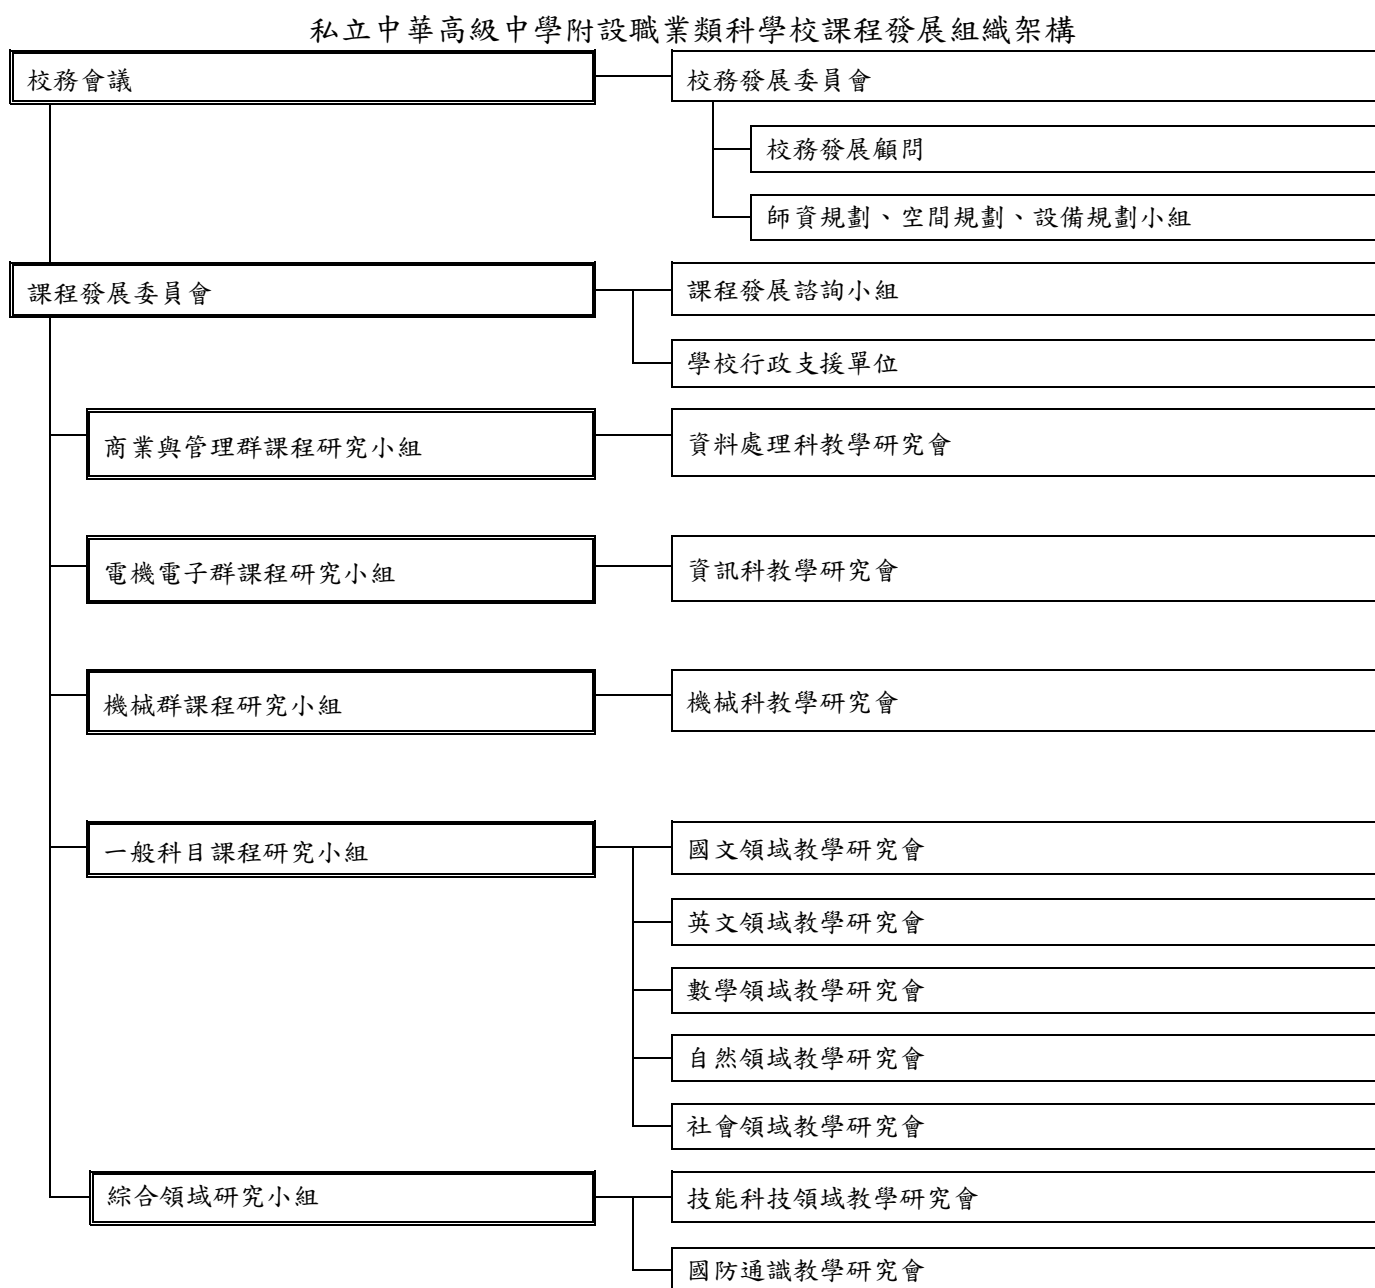 私立中華高級中學附設職業類科學校課程發展組織架構
校務會議
校務發展委員會
校務發展顧問
師資規劃、空間規劃、設備規劃小組
課程發展委員會
課程發展諮詢小組
學校行政支援單位
商業與管理群課程研究小組
資料處理科教學研究會
電機電子群課程研究小組
資訊科教學研究會
機械群課程研究小組
機械科教學研究會
一般科目課程研究小組
國文領域教學研究會
英文領域教學研究會
數學領域教學研究會
自然領域教學研究會
社會領域教學研究會
綜合領域研究小組
技能科技領域教學研究會
國防通識教學研究會